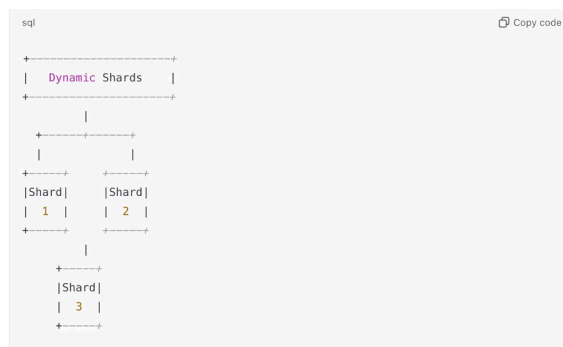 sql Copy code
+---------------------+
|   Dynamic Shards    |
+---------------------+
         |
  +------+------+
  |             |
+-----+     +-----+
|Shard|     |Shard|
|  1  |     |  2  |
+-----+     +-----+
         |
     +-----+
     |Shard|
     |  3  |
     +-----+